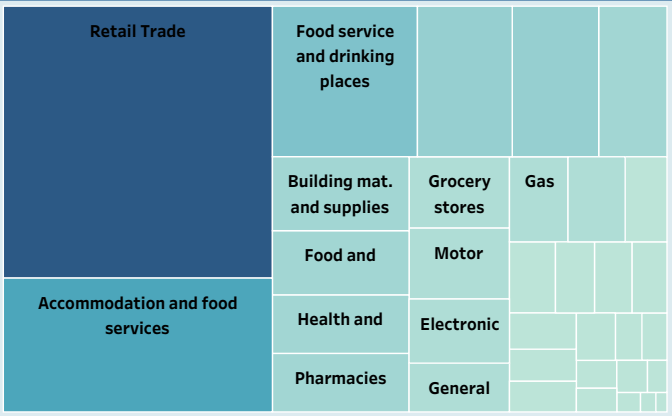 Retail Trade
Accommodation and food
services
Food service
and drinking
places
Building mat.
and supplies
Food and
Health and
Pharmacies
Grocery
stores
Motor
Electronic
General
Gas